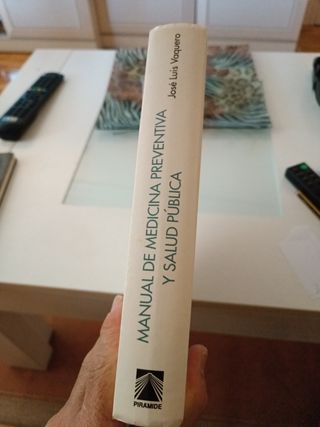 José Luis Vaquero
MANUAL DE MEDICINA PREVENTIVA
Y SALUD PÚBLICA
PIRÁMIDE